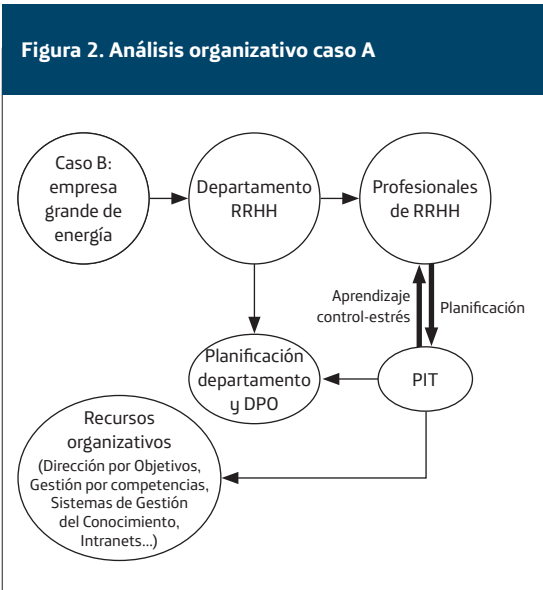 Figura 2. Análisis organizativo caso A
Caso B:
empresa
grande de
energía
Departamento
RRHH
Profesionales
de RRHH
Aprendizaje
control-estrés
Planificación
Planificación
departamento
y DPO
PIT
Recursos
organizativos
(Dirección por Objetivos,
Gestión por competencias,
Sistemas de Gestión
del Conocimiento,
Intranets...)